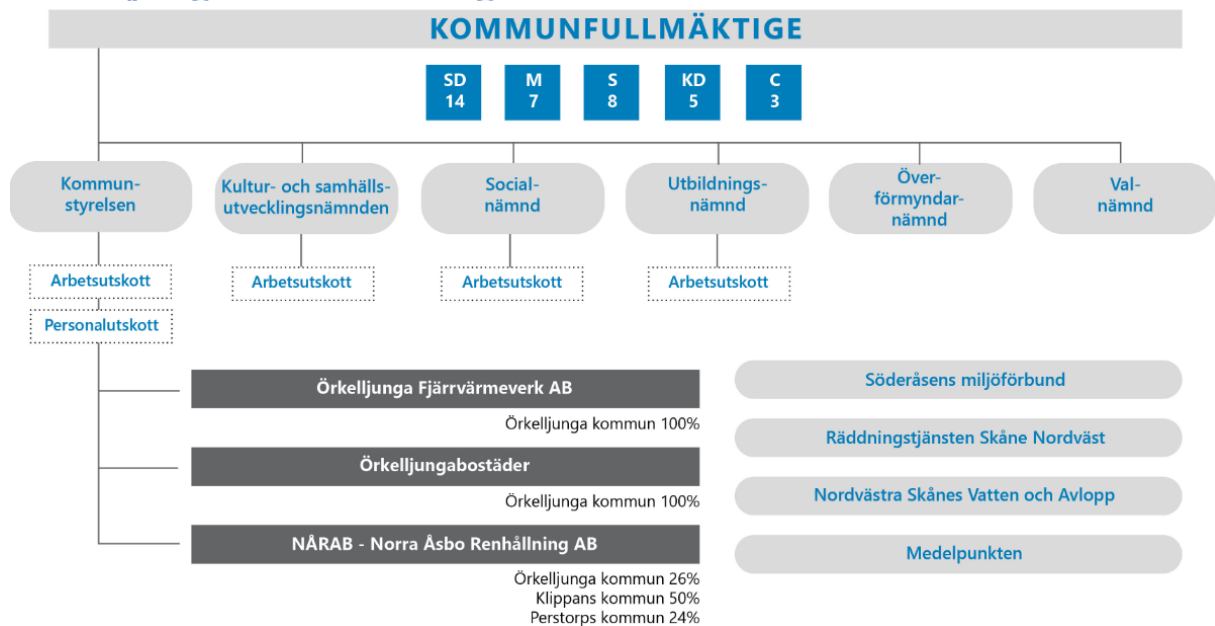 KOMMUNFULLMÄKTIGE
SD
14
M
7
S
8
KD
5
C
3
Kommun-
styrelsen
Kultur- och samhälls-
utvecklingsnämnden
Social-
nämnd
Utbildnings-
nämnd
Över-
förmyndar-
nämnd
Val-
nämnd
Arbetsutskott
Arbetsutskott
Arbetsutskott
Arbetsutskott
Personalutskott
Örkelljunga Fjärrvärmeverk AB
Örkelljunga kommun 100%
Örkelljungabostäder
Örkelljunga kommun 100%
NÅRAB - Norra Åsbo Renhållning AB
Örkelljunga kommun 26%
Klippans kommun 50%
Perstorps kommun 24%
Söderåsens miljöförbund
Räddningstjänsten Skåne Nordväst
Nordvästra Skånes Vatten och Avlopp
Medelpunkten